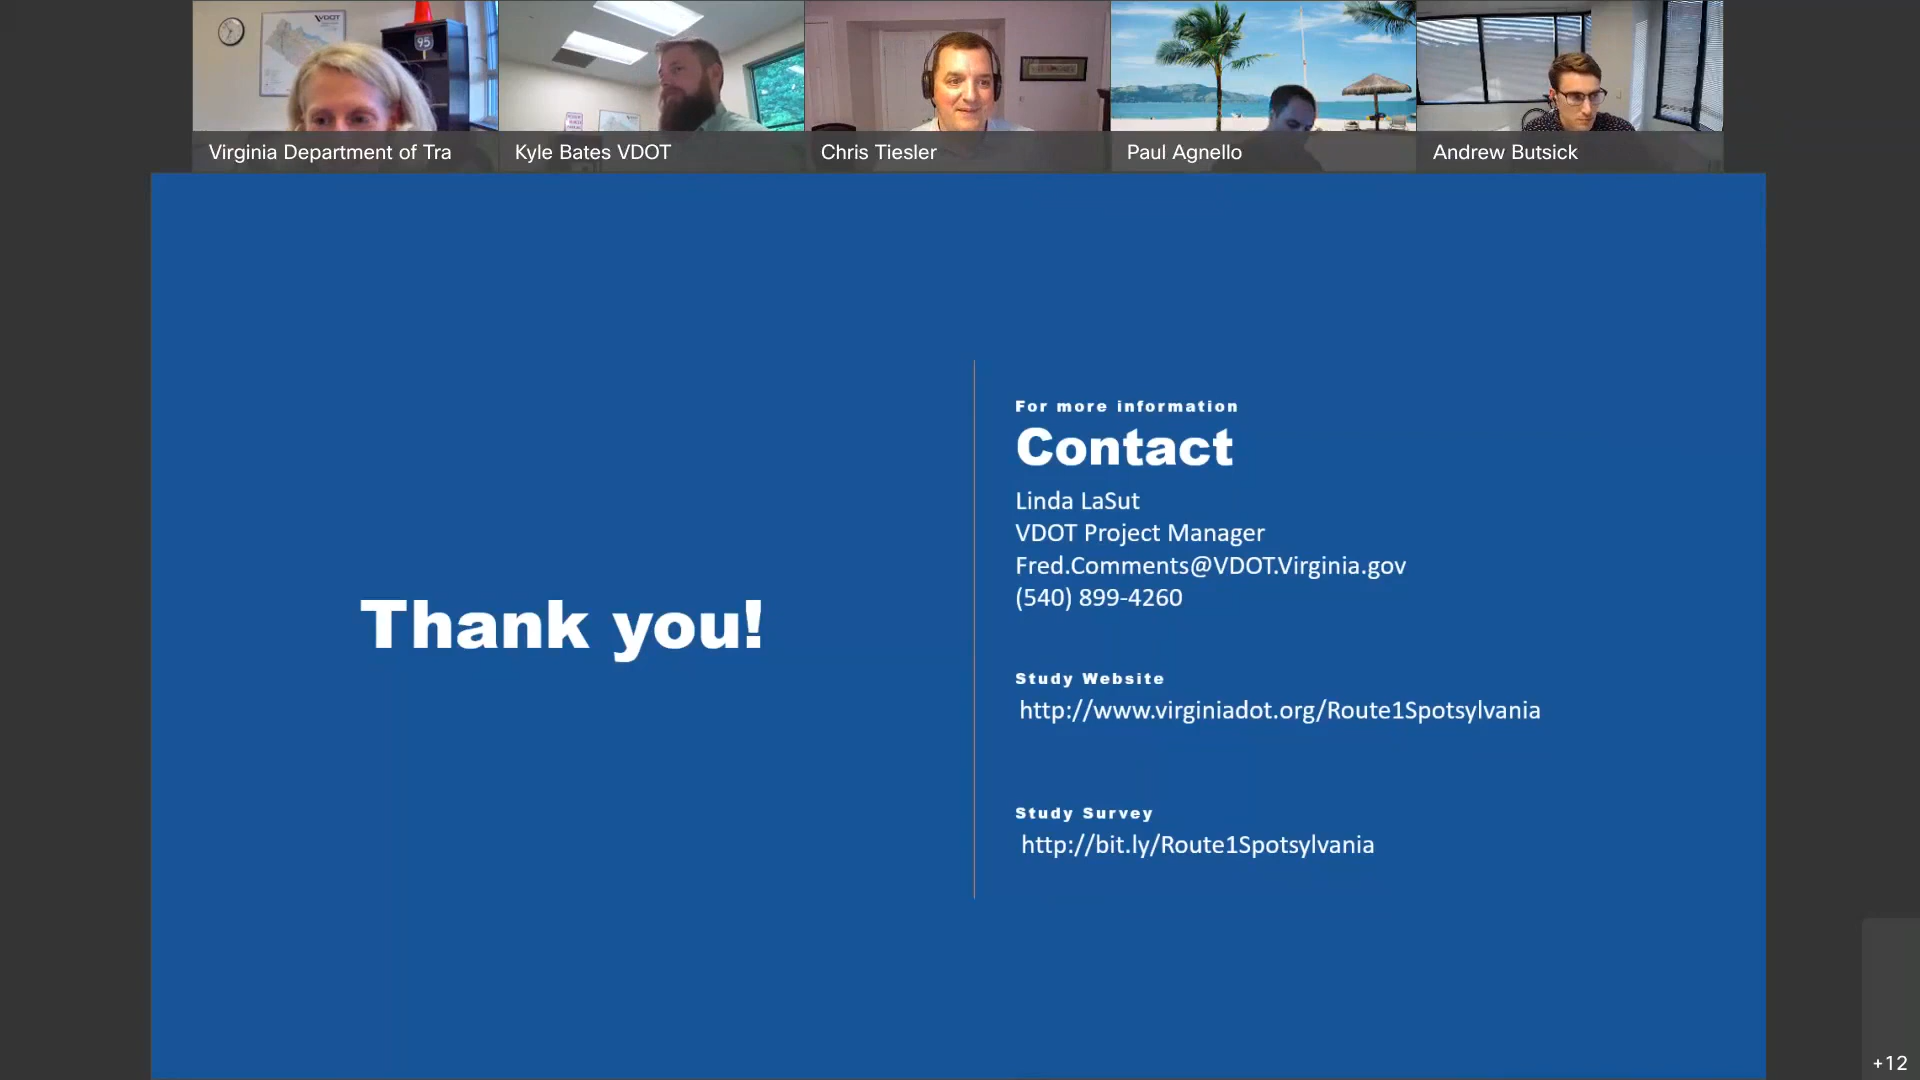 VDOT
95
Virginia Department of Tra
Kyle Bates VDOT
Chris Tiesler
Paul Agnello
Andrew Butsick
Thank you!
For more information
Contact
Linda LaSut
VDOT Project Manager
Fred.Comments@VDOT.Virginia.gov
(540) 899-4260
Study Website
http://www.virginiadot.org/Route1Spotsylvania
Study Survey
http://bit.ly/Route1Spotsylvania
+12